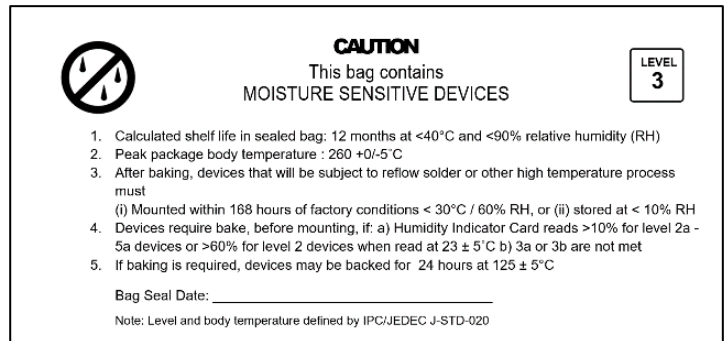 CAUTION
This bag contains
MOISTURE SENSITIVE DEVICES
LEVEL
3
1. Calculated shelf life in sealed bag: 12 months at <40°C and <90% relative humidity (RH)
2. Peak package body temperature : 260 +0/-5°C
3. After baking, devices that will be subject to reflow solder or other high temperature process
must
(i) Mounted within 168 hours of factory conditions < 30°C / 60% RH, or (ii) stored at < 10% RH
4. Devices require bake, before mounting, if: a) Humidity Indicator Card reads >10% for level 2a -
5a devices or >60% for level 2 devices when read at 23 ± 5°C b) 3a or 3b are not met
5. If baking is required, devices may be backed for 24 hours at 125 ± 5°C
Bag Seal Date:
Note: Level and body temperature defined by IPC/JEDEC J-STD-020